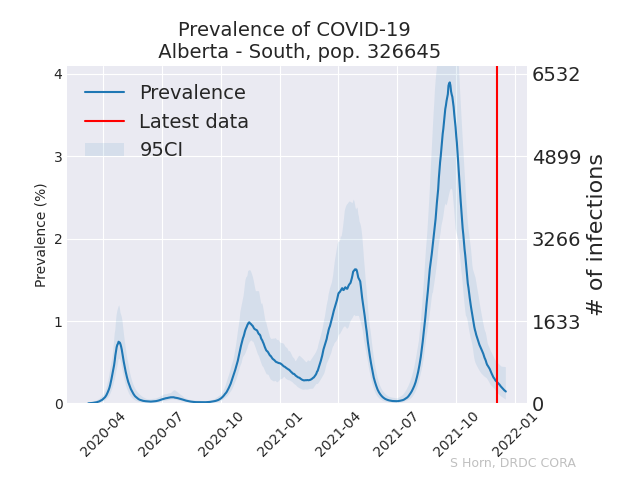 Prevalence of COVID-19
Alberta - South, pop. 326645
Prevalence
Latest data
95CI
Prevalence (%)
4
3
2
1
0
6532
4899
3266
1633
0
# of infections
2020-04
2020-07
2020-10
2021-01
2021-04
2021-07
2021-10
2022-01
S Horn, DRDC CORA